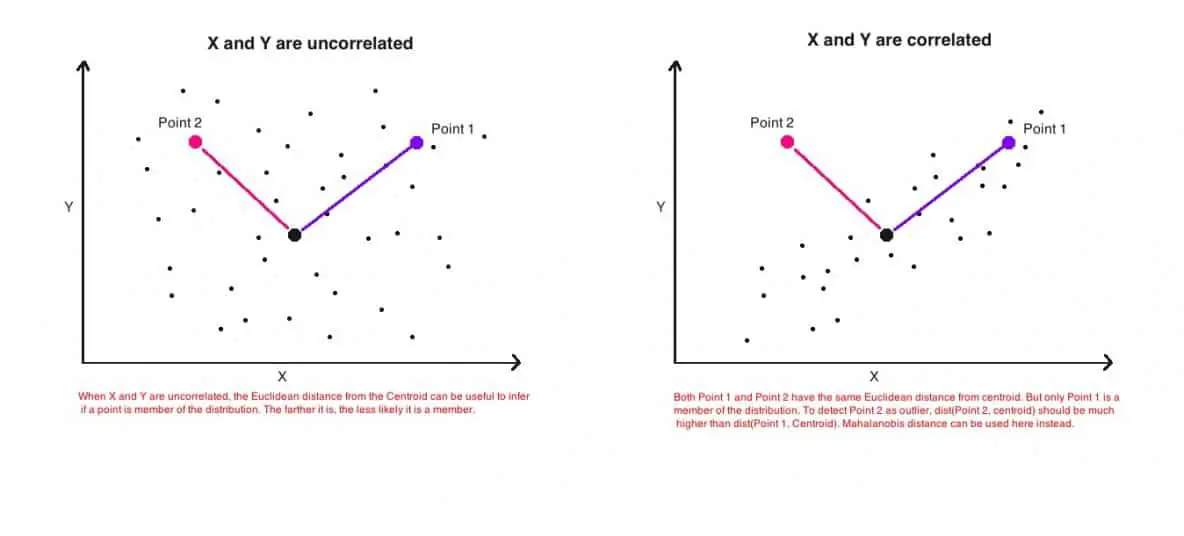 X and Y are uncorrelated
Point 2
Point 1
Y
X
When X and Y are uncorrelated, the Euclidean distance from the Centroid can be useful to infer
if a point is member of the distribution. The farther it is, the less likely it is a member.
X and Y are correlated
Point 2
Point 1
Y
X
Both Point 1 and Point 2 have the same Euclidean distance from centroid. But only Point 1 is a
member of the distribution. To detect Point 2 as outlier, dist(Point 2, centroid) should be much
higher than dist(Point 1, Centroid). Mahalanobis distance can be used here instead.